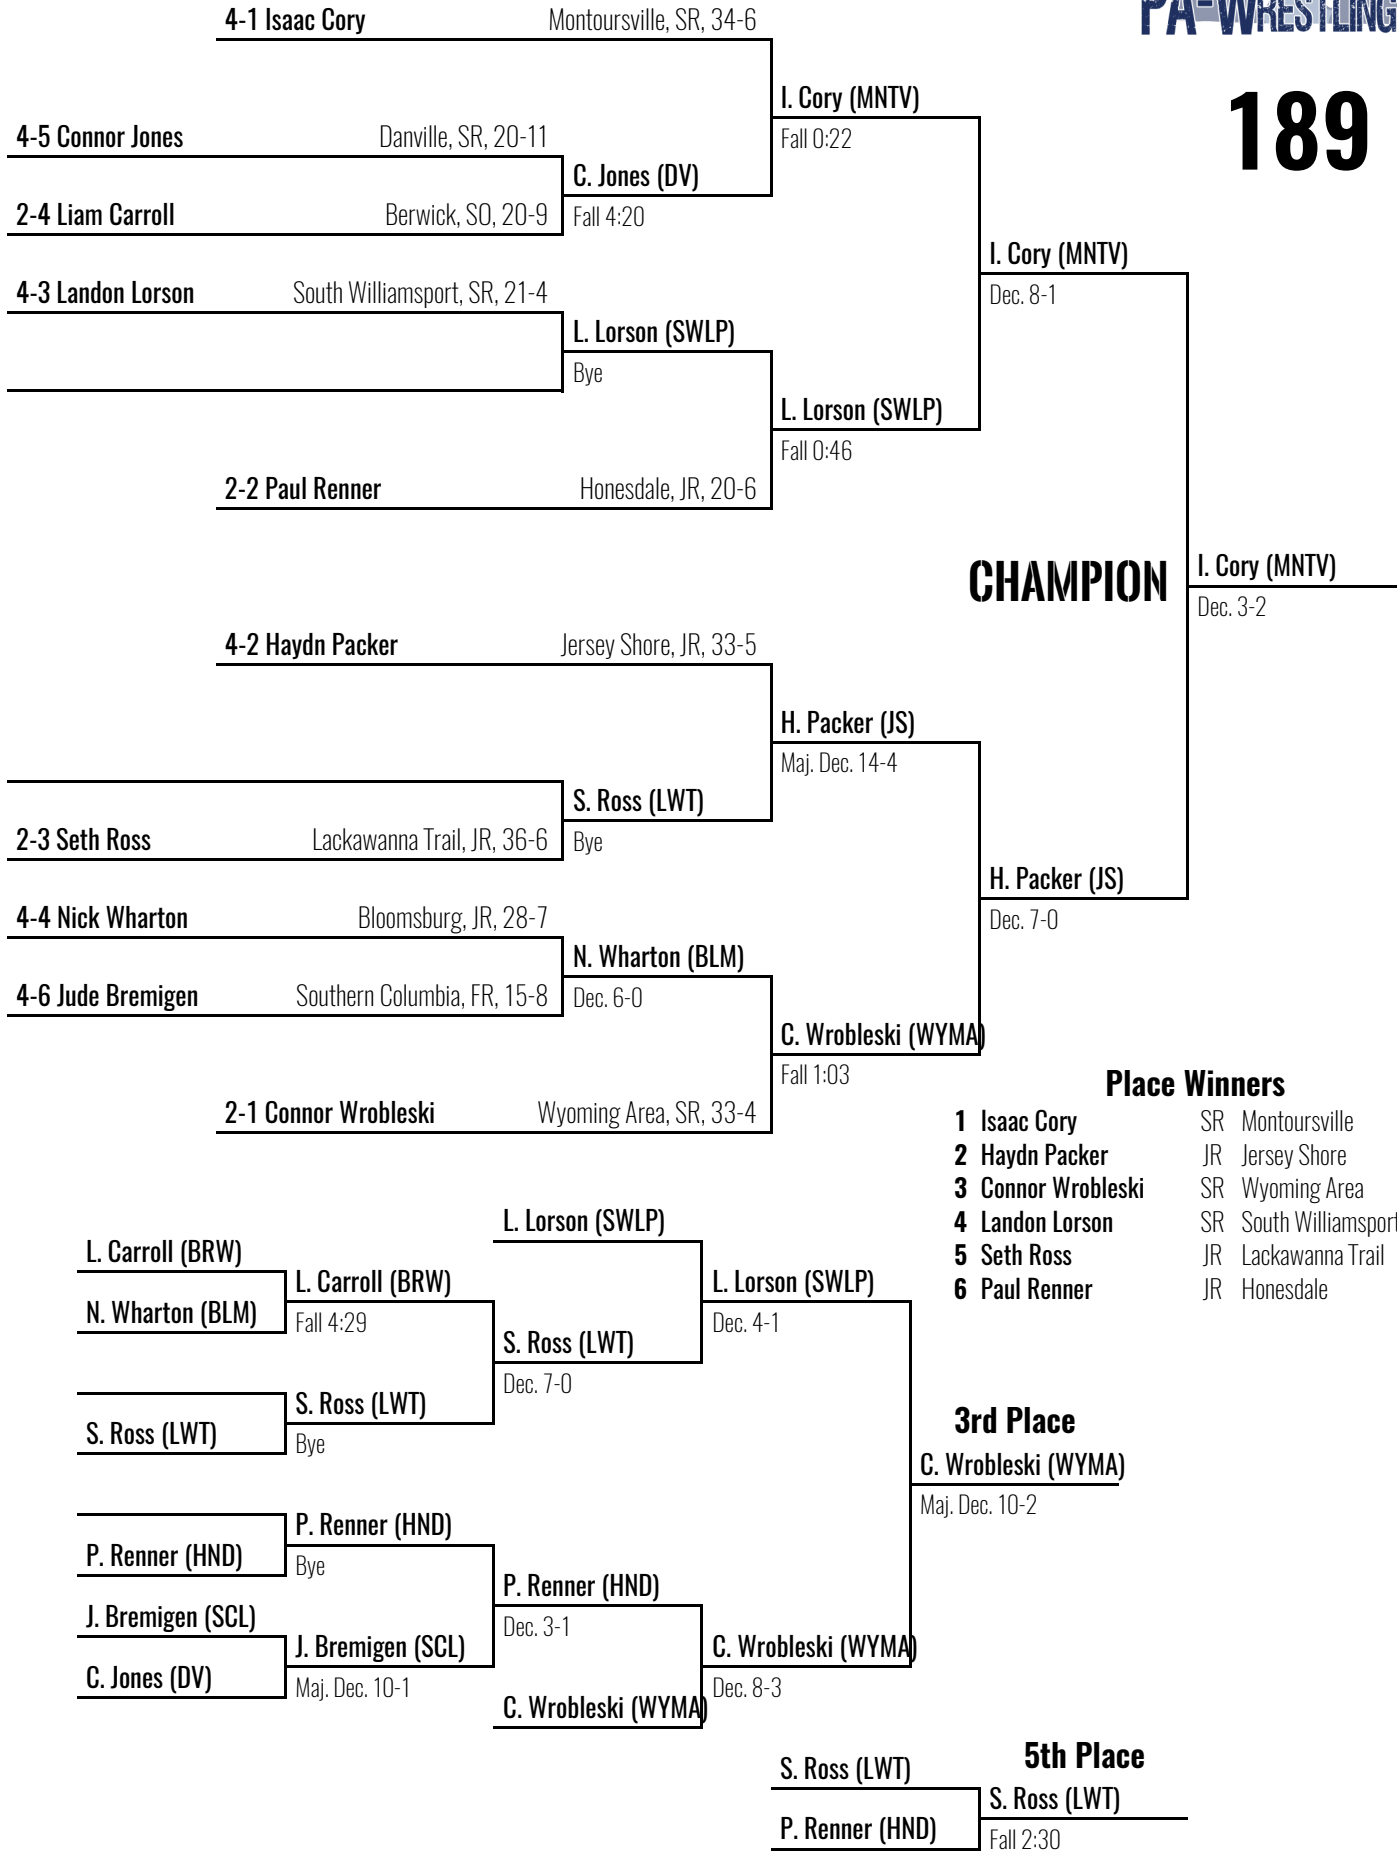 PA-WRESTLING
189
4-1 Isaac Cory Montoursville, SR, 34-6
I. Cory (MNTV)
Fall 0:22
4-5 Connor Jones Danville, SR, 20-11
C. Jones (DV)
Fall 4:20
2-4 Liam Carroll Berwick, SO, 20-9
I. Cory (MNTV)
Dec. 8-1
4-3 Landon Lorson South Williamsport, SR, 21-4
L. Lorson (SWLP)
Bye
L. Lorson (SWLP)
Fall 0:46
2-2 Paul Renner Honesdale, JR, 20-6
CHAMPION
I. Cory (MNTV)
Dec. 3-2
4-2 Haydn Packer Jersey Shore, JR, 33-5
H. Packer (JS)
Maj. Dec. 14-4
S. Ross (LWT)
Bye
2-3 Seth Ross Lackawanna Trail, JR, 36-6
H. Packer (JS)
Dec. 7-0
4-4 Nick Wharton Bloomsburg, JR, 28-7
N. Wharton (BLM)
Dec. 6-0
4-6 Jude Bremigen Southern Columbia, FR, 15-8
C. Wrobleski (WYMA)
Fall 1:03
2-1 Connor Wrobleski Wyoming Area, SR, 33-4
Place Winners
1 Isaac Cory SR Montoursville
2 Haydn Packer JR Jersey Shore
3 Connor Wrobleski SR Wyoming Area
4 Landon Lorson SR South Williamsport
5 Seth Ross JR Lackawanna Trail
6 Paul Renner JR Honesdale
L. Lorson (SWLP)
L. Carroll (BRW)
L. Carroll (BRW)
Fall 4:29
N. Wharton (BLM)
L. Lorson (SWLP)
Dec. 4-1
S. Ross (LWT)
Dec. 7-0
S. Ross (LWT)
Bye
S. Ross (LWT)
3rd Place
C. Wrobleski (WYMA)
Maj. Dec. 10-2
P. Renner (HND)
Bye
P. Renner (HND)
P. Renner (HND)
Dec. 3-1
J. Bremigen (SCL)
J. Bremigen (SCL)
Maj. Dec. 10-1
C. Jones (DV)
C. Wrobleski (WYMA)
Dec. 8-3
C. Wrobleski (WYMA)
5th Place
S. Ross (LWT)
S. Ross (LWT)
Fall 2:30
P. Renner (HND)